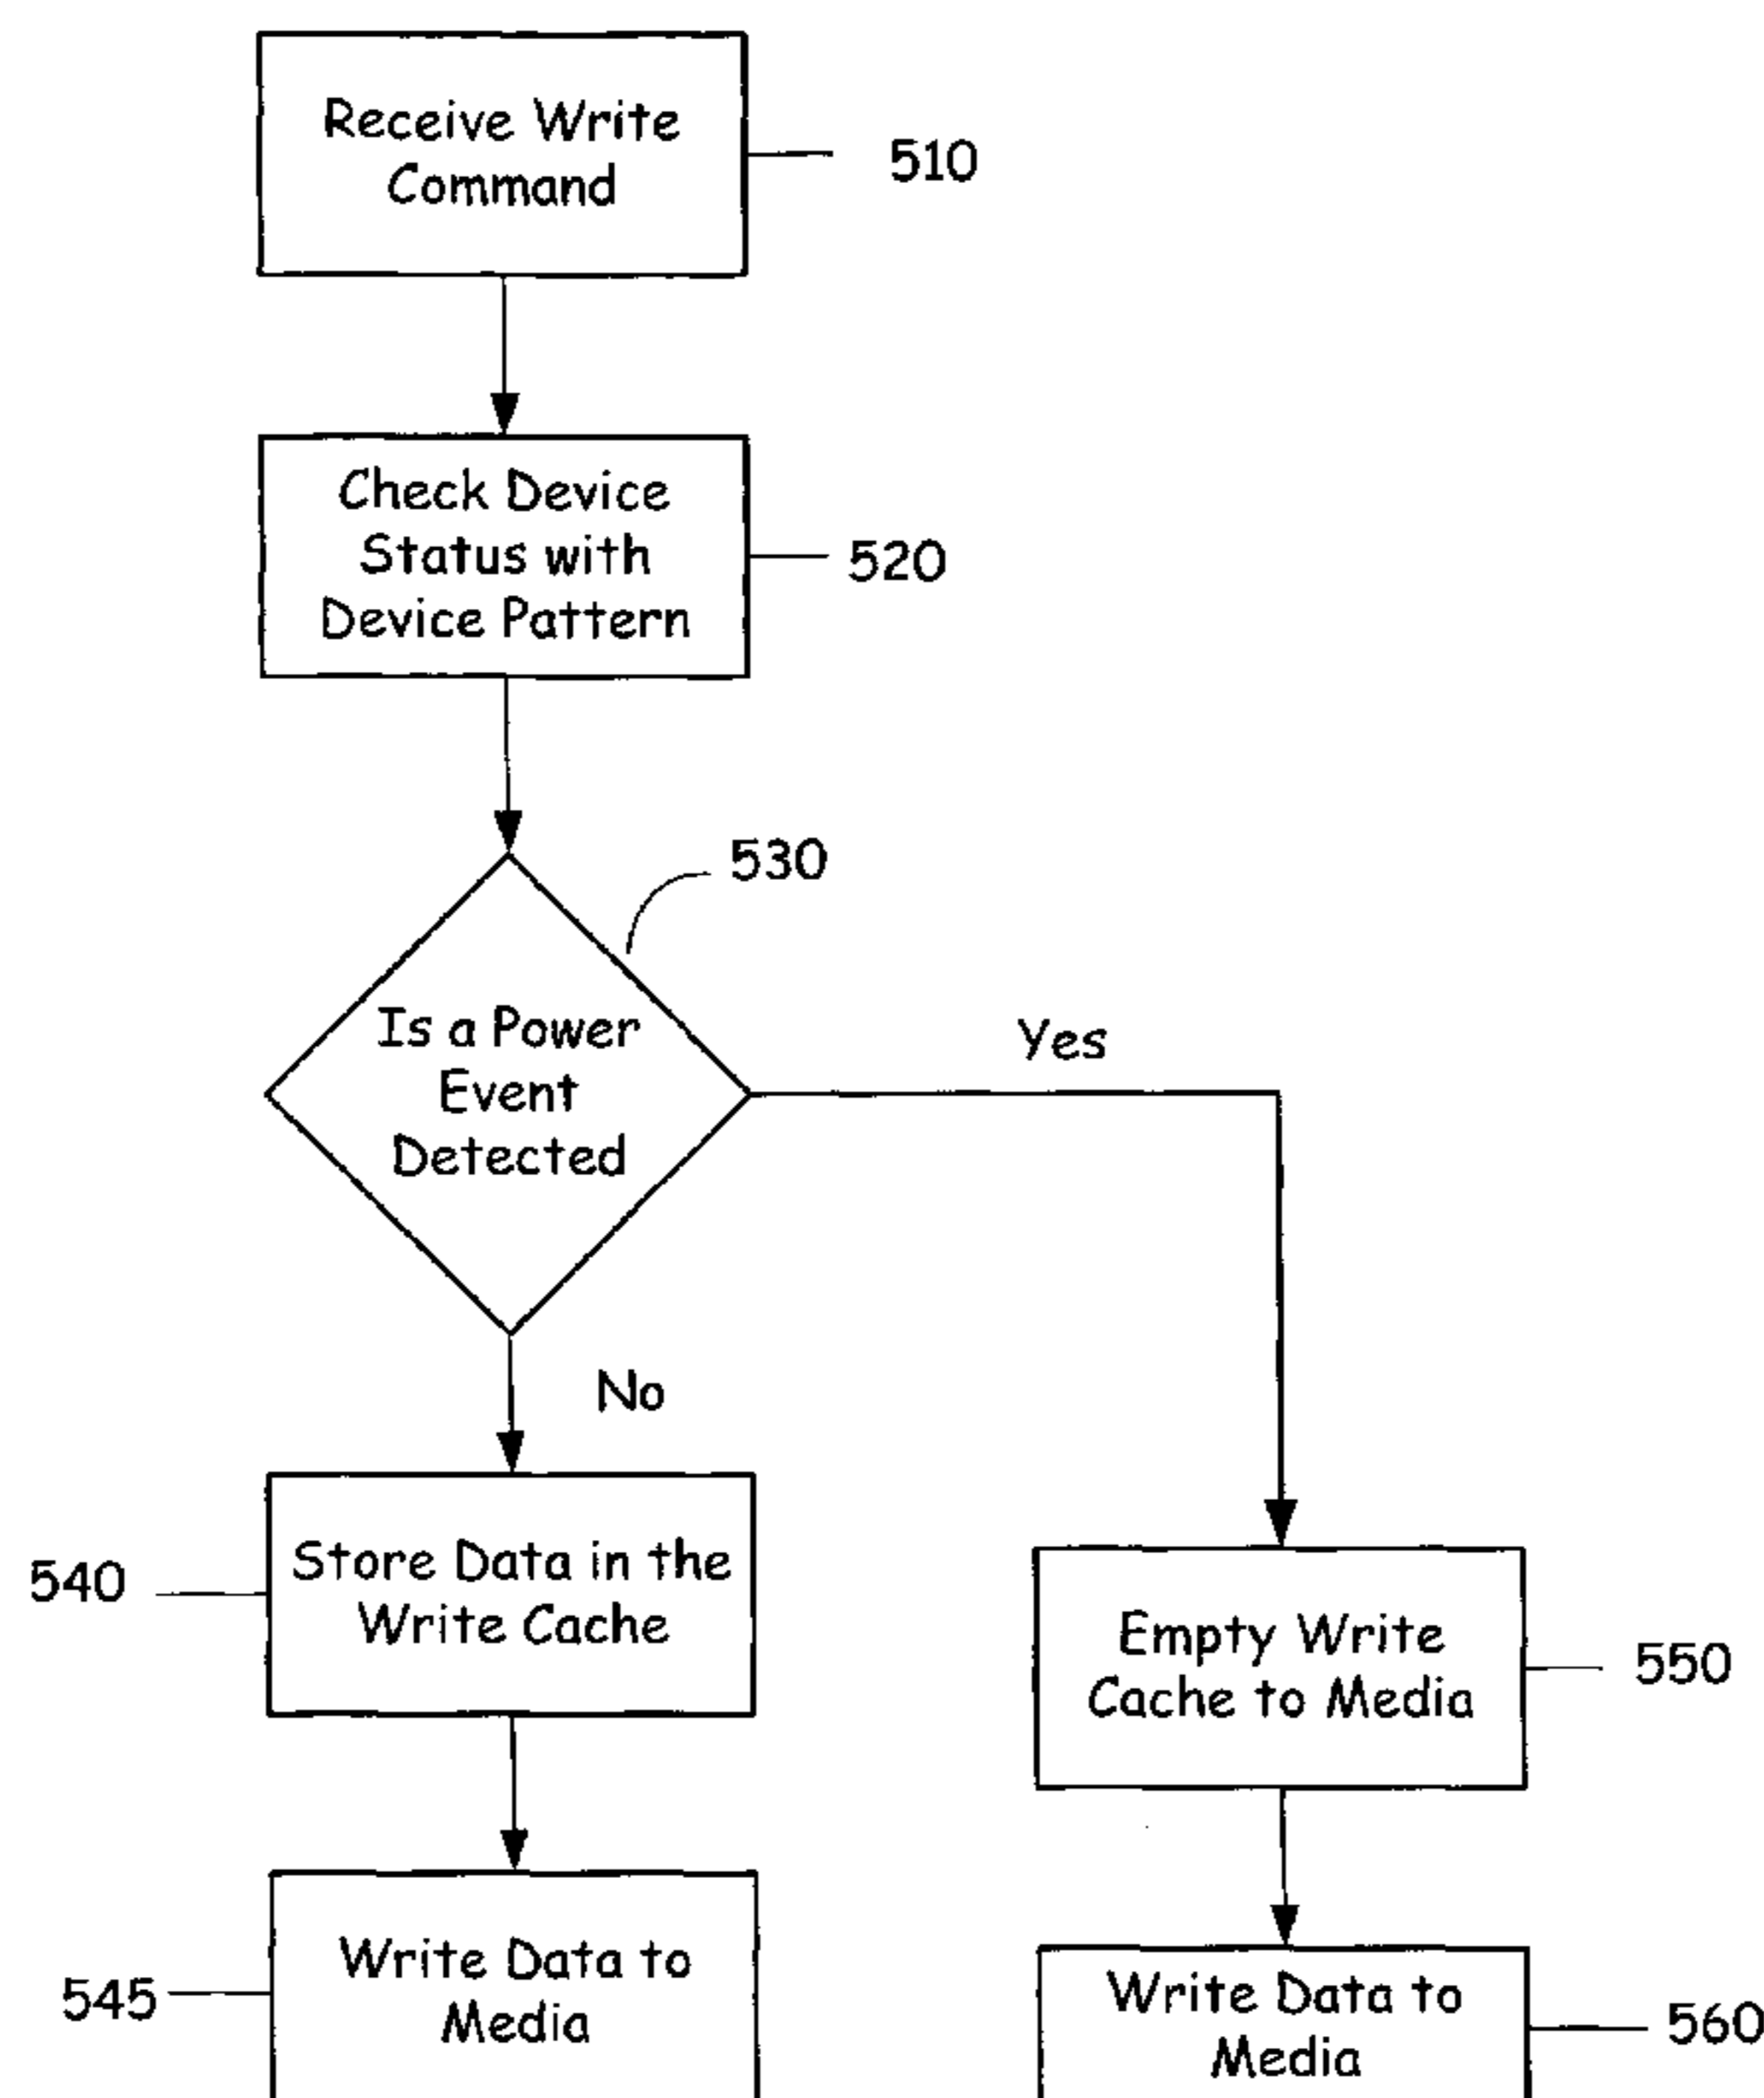 Receive Write
Command
510
Check Device
Status with
Device Pattern
520
530
Is a Power
Event
Detected
Yes
No
540
Store Data in the
Write Cache
Empty Write
Cache to Media
550
545
Write Data to
Media
Write Data to
Media
560